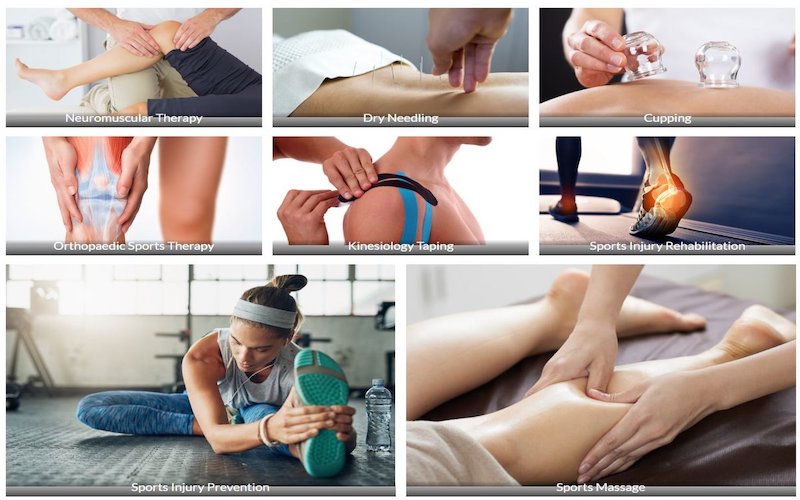 Neuromuscular Therapy
Dry Needling
Cupping
Orthopaedic Sports Therapy
Kinesiology Taping
Sports Injury Rehabilitation
Sports Injury Prevention
Sports Massage